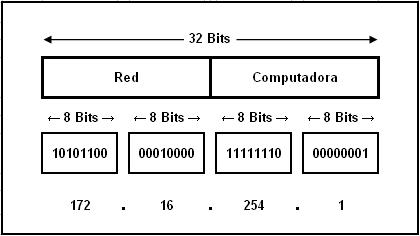 32 Bits
Red Computadora
← 8 Bits → ← 8 Bits → ← 8 Bits → ← 8 Bits →
10101100 00010000 11111110 00000001
172 . 16 . 254 . 1